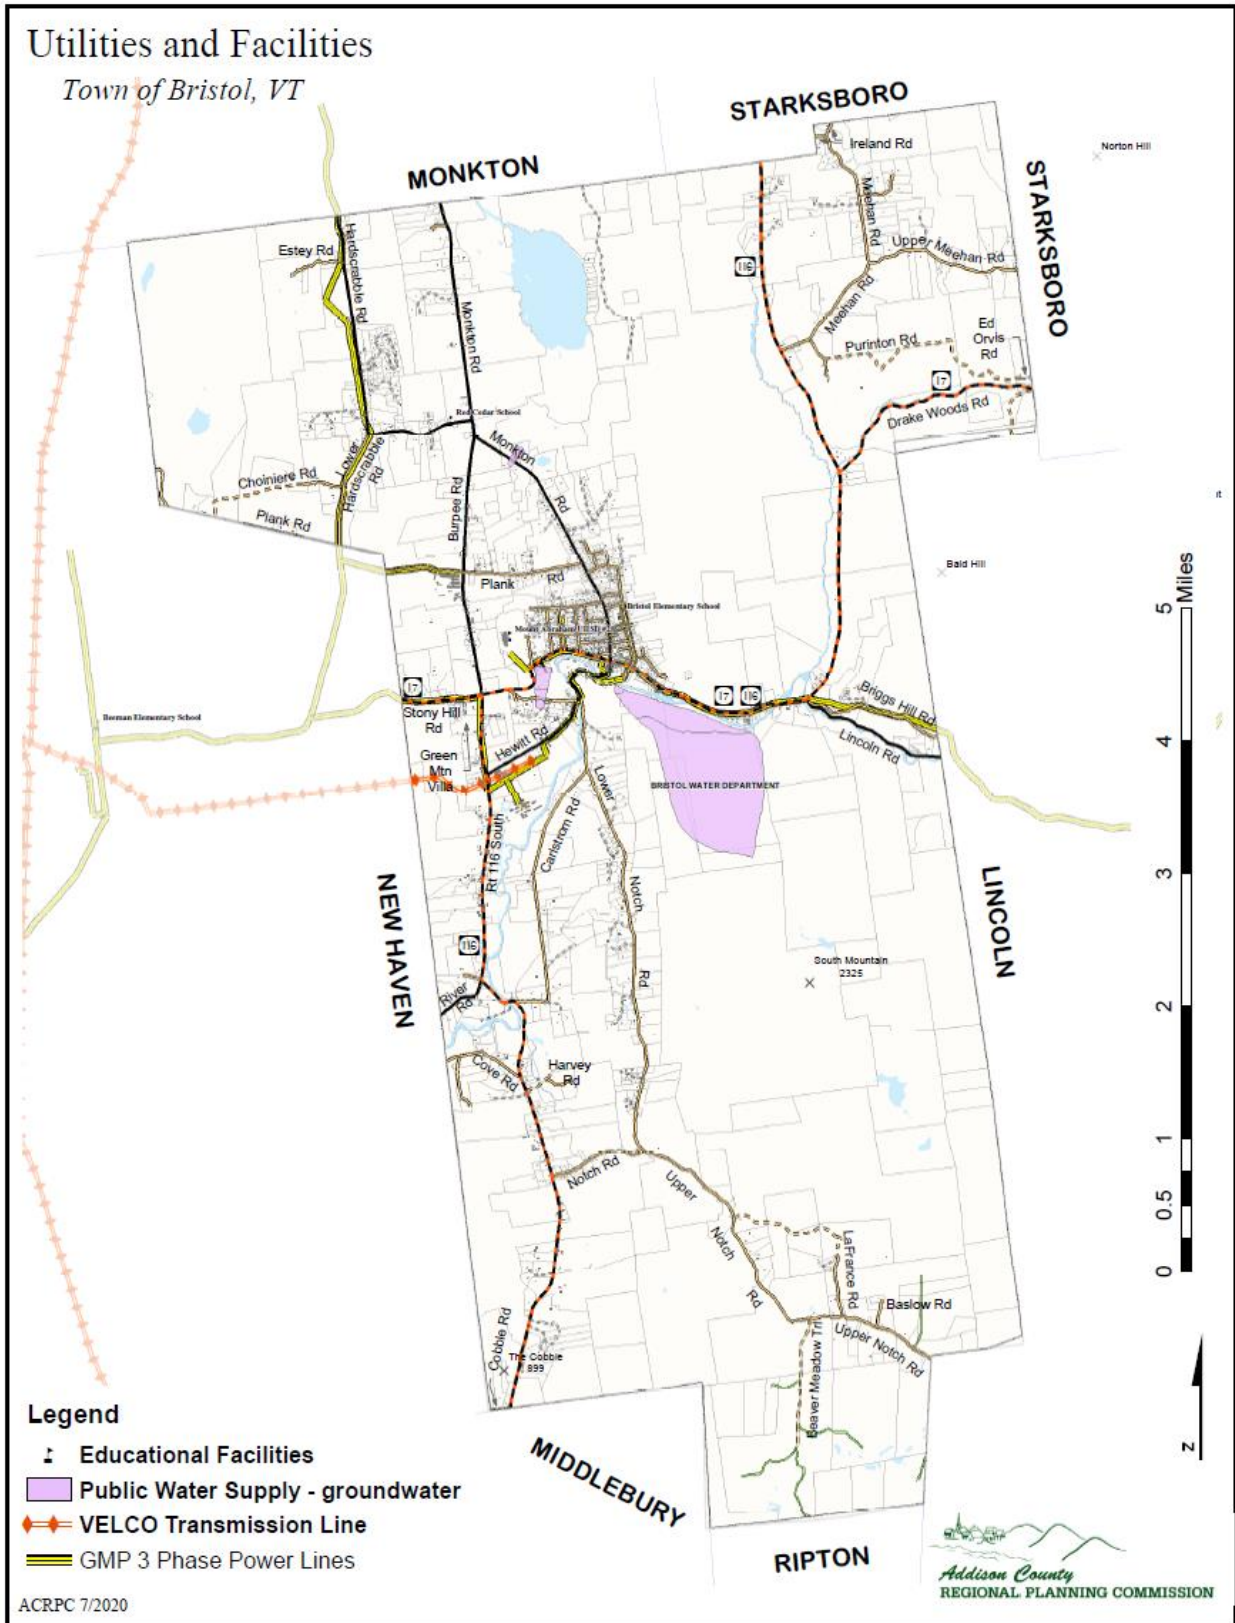 Utilities and Facilities
Town of Bristol, VT
STARKSBORO
MONKTON
STARKSBORO
Norton Hill
Ireland Rd
Meehan Rd
Upper Meehan Rd
Estey Rd
Hardscrabble Rd
116
Monkton Rd
Meehan Rd
Ed
Orvis
Rd
Purinton Rd
17
Drake Woods Rd
Red Cedar School
Monkton
Rd
Lower
Hardscrabble
Rd
Choiniere Rd
Plank Rd
Burpee Rd
Bald Hill
Plank
Rd
Bristol Elementary School
5
Miles
17
Stony Hill
Rd
17
116
Briggs Hill Rd
Lincoln Rd
Beeman Elementary School
Hewitt Rd
Green
Mtn
Villa
4
BRISTOL WATER DEPARTMENT
Lower
Notch
Rd
Carlstrom Rd
Rt 116 South
3
NEW HAVEN
LINCOLN
116
South Mountain
2325
River
Rd
2
Cove Rd
Harvey
Rd
1
Notch Rd
Upper
Notch
Rd
0.5
LaFrance Rd
0
Baslow Rd
Upper Notch Rd
Beaver Meadow Trl
Cobble Rd
The Cobble
899
Legend
Educational Facilities
Public Water Supply - groundwater
VELCO Transmission Line
GMP 3 Phase Power Lines
MIDDLEBURY
RIPTON
N
Addison County
REGIONAL PLANNING COMMISSION
ACRPC 7/2020